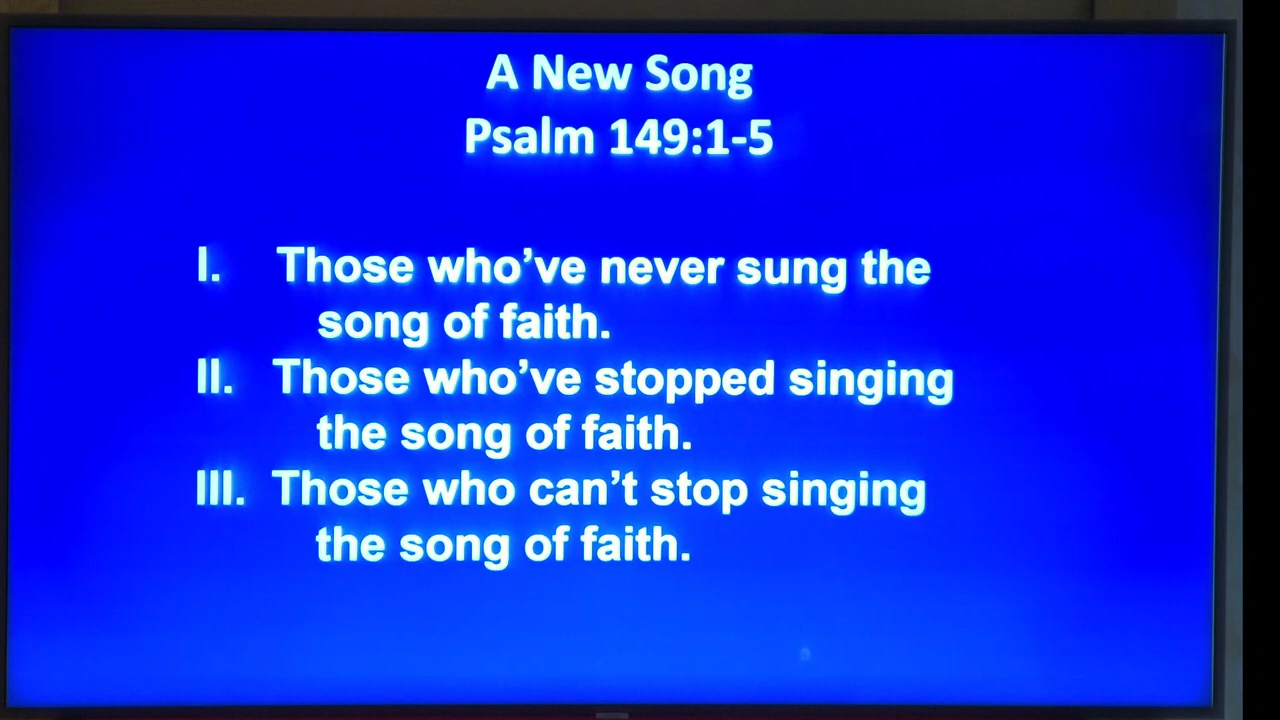 A New Song
Psalm 149:1-5
I. Those who've never sung the
song of faith.
II. Those who've stopped singing
the song of faith.
III. Those who can't stop singing
the song of faith.